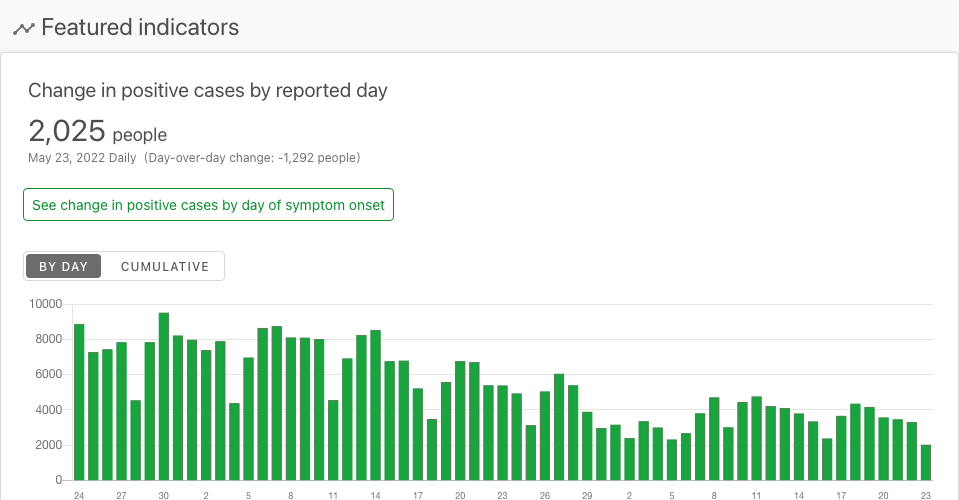 Featured indicators
Change in positive cases by reported day
2,025 people
May 23, 2022 Daily (Day-over-day change: -1,292 people)
See change in positive cases by day of symptom onset
BY DAY CUMULATIVE
10000
8000
6000
4000
2000
0
24 27 30 2 5 8 11 14 17 20 23 26 29 2 5 8 11 14 17 20 23